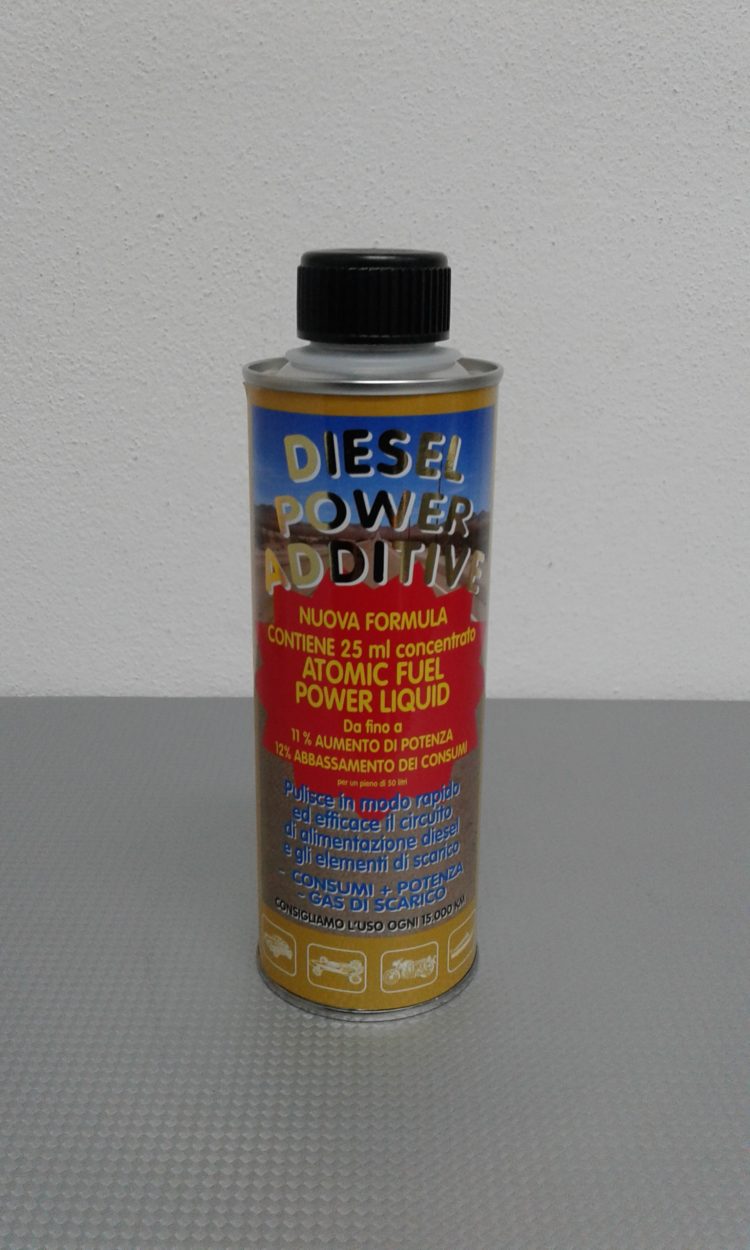 DIESEL
POWER
ADDITIVE
NUOVA FORMULA
CONTIENE 25 ml concentrato
ATOMIC FUEL
POWER LIQUID
Da fino a
11 % AUMENTO DI POTENZA
12% ABBASSAMENTO DEI CONSUMI
per un pieno di 50 litri
Pulisce in modo rapido
ed efficace il circuito
di alimentazione diesel
e gli elementi di scarico
- CONSUMI + POTENZA
- GAS DI SCARICO
CONSIGLIAMO L'USO OGNI 15.000 KM